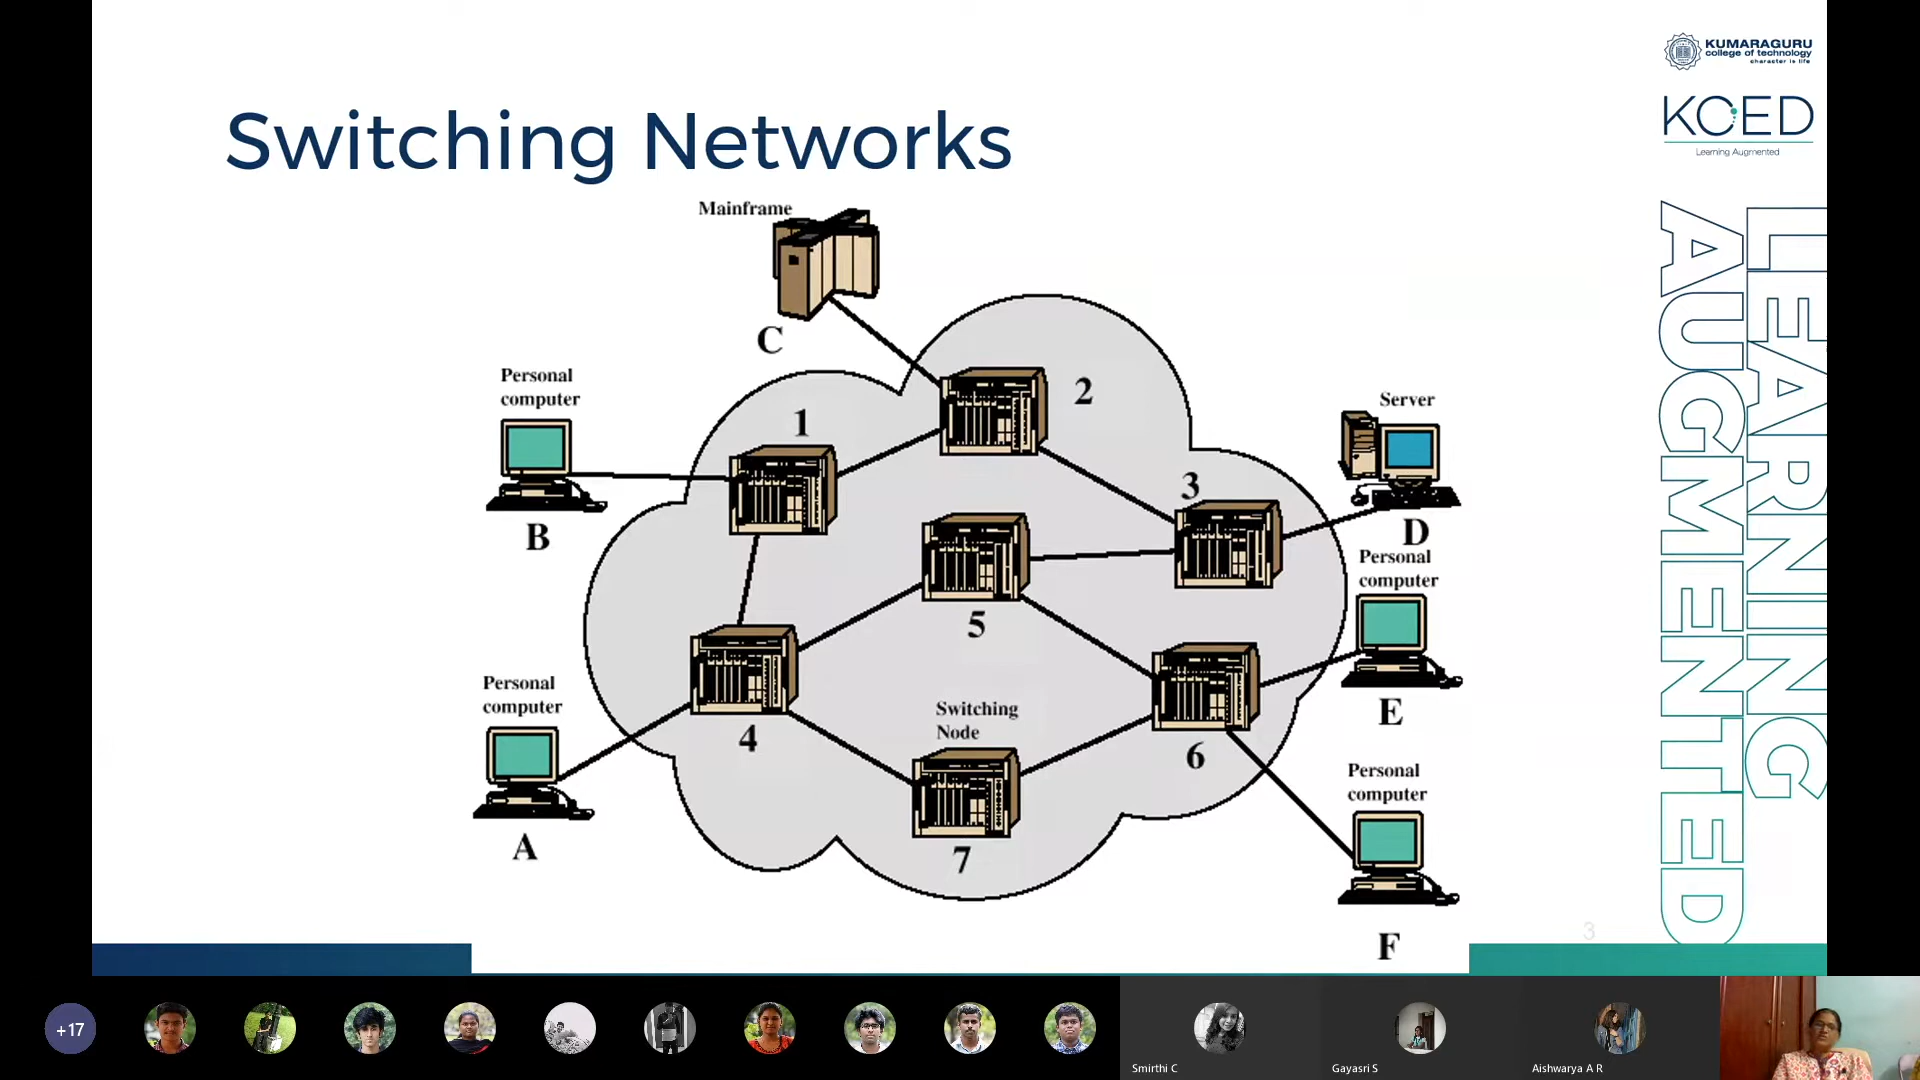 KUMARAGURU
college of technology
character is life
KCED
Learning Augmented
Switching Networks
Mainframe
C
2
Personal
computer
1
Server
B
3
D
Personal
computer
5
E
Personal
computer
4
Switching
Node
6
Personal
computer
A
7
F
3
LEARNING
AUGMENTED
+17
Smirthi C
Gayasri S
Aishwarya A R